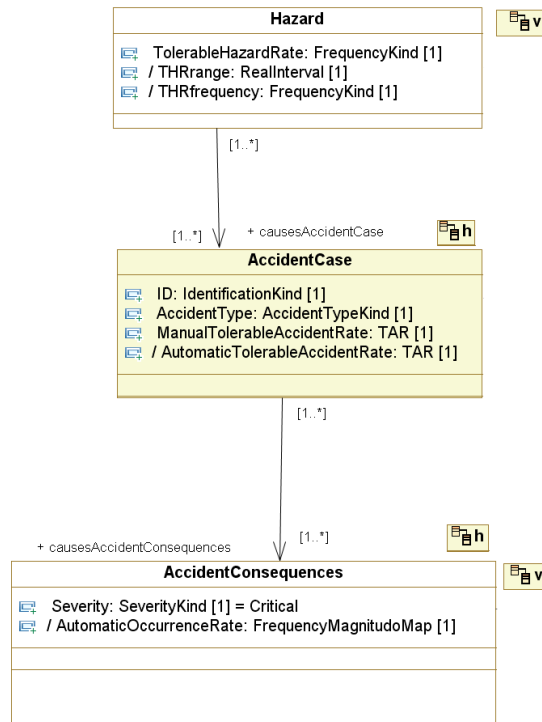 Hazard
v
TolerableHazardRate: FrequencyKind [1]
/ THRrange: RealInterval [1]
/ THRfrequency: FrequencyKind [1]
[1..*]
[1..*]
+ causesAccidentCase
h
AccidentCase
ID: IdentificationKind [1]
AccidentType: AccidentTypeKind [1]
ManualTolerableAccidentRate: TAR [1]
/ AutomaticTolerableAccidentRate: TAR [1]
[1..*]
[1..*]
h
+ causesAccidentConsequences
AccidentConsequences
v
Severity: SeverityKind [1] = Critical
/ AutomaticOccurrenceRate: FrequencyMagnitudoMap [1]